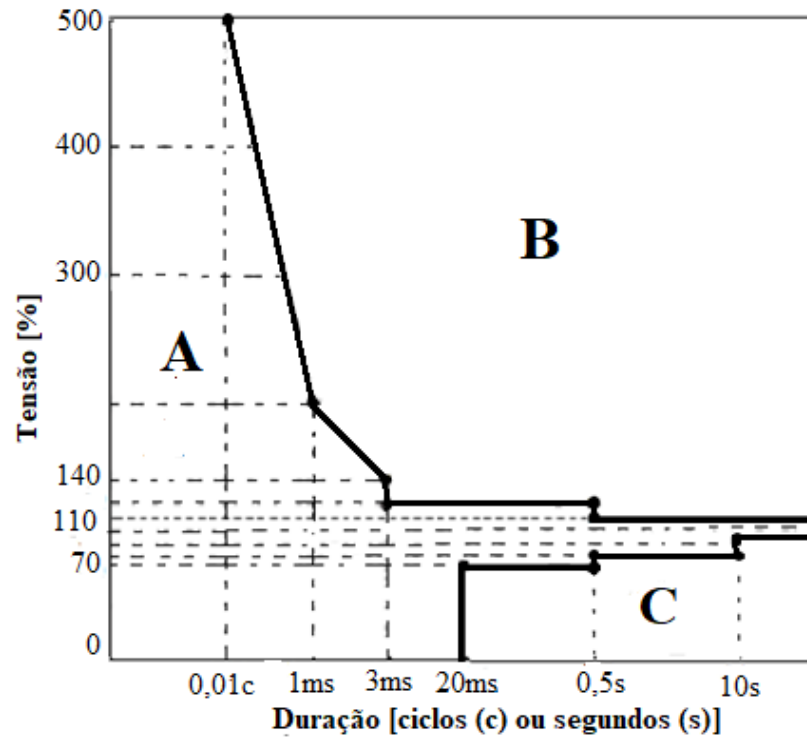 500
400
300
140
110
70
0
Tensão [%]
A
B
C
0,01c 1ms 3ms 20ms 0,5s 10s
Duração [ciclos (c) ou segundos (s)]